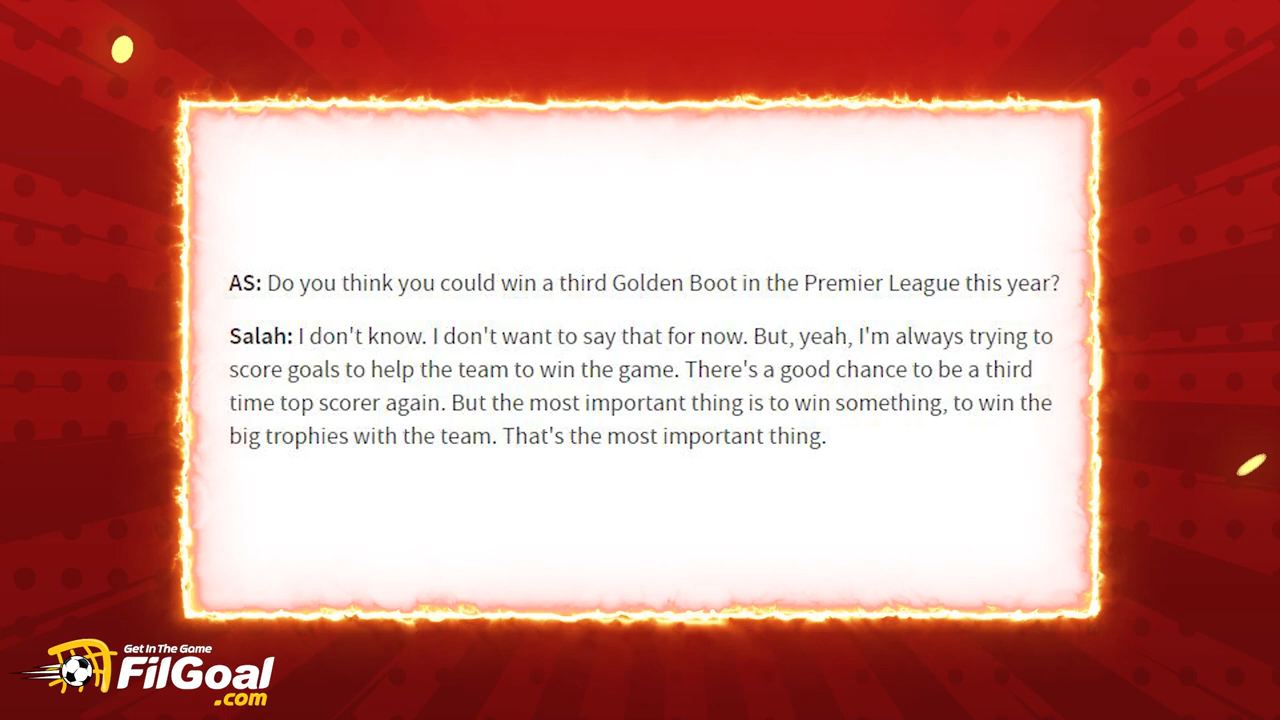 AS: Do you think you could win a third Golden Boot in the Premier League this year?
Salah: I don't know. I don't want to say that for now. But, yeah, I'm always trying to
score goals to help the team to win the game. There's a good chance to be a third
time top scorer again. But the most important thing is to win something, to win the
big trophies with the team. That's the most important thing.
Get In The Game
FilGoal
.com